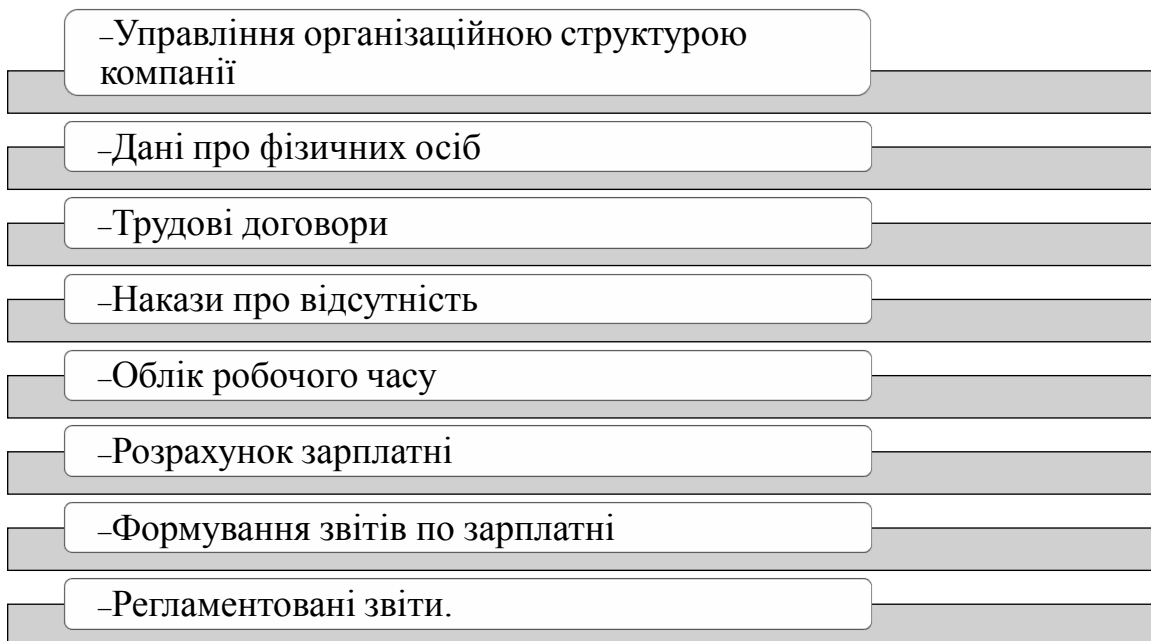 –Управління організаційною структурою
компанії
–Дані про фізичних осіб
–Трудові договори
–Накази про відсутність
–Облік робочого часу
–Розрахунок зарплатні
–Формування звітів по зарплатні
–Регламентовані звіти.